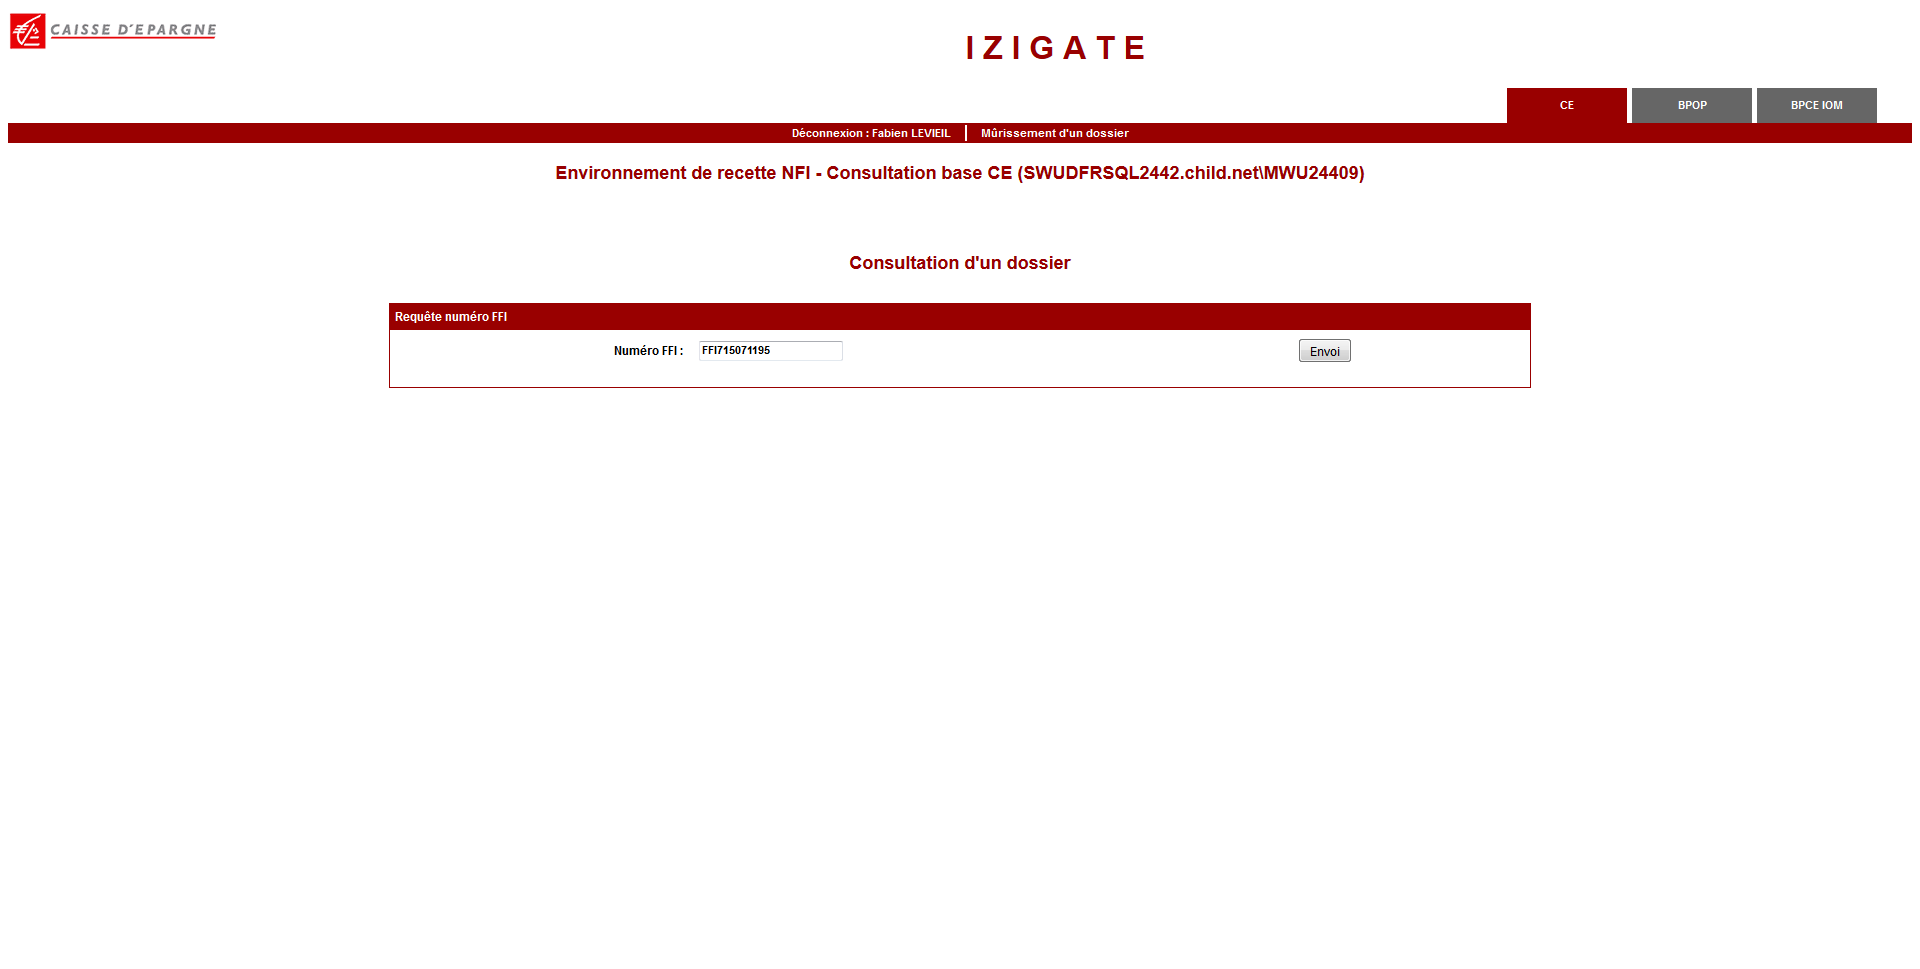 CAISSE D'EPARGNE
IZIGATE
CE
BPOP
BPCE IOM
Déconnexion : Fabien LEVIEIL
Mûrissement d'un dossier
Environnement de recette NFI - Consultation base CE (SWUDFRSQL2442.child.net\MWU24409)
Consultation d'un dossier
Requête numéro FFI
Numéro FFI : FFI715071195
Envoi